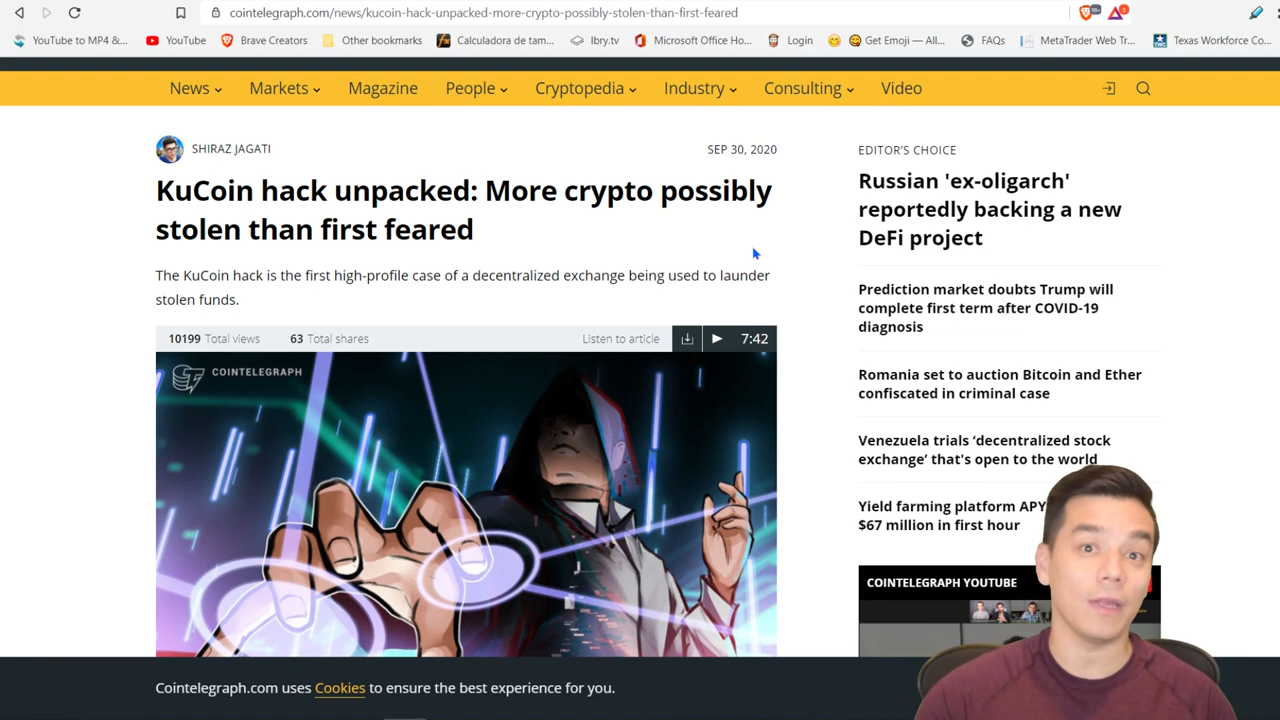 cointelegraph.com/news/kucoin-hack-unpacked-more-crypto-possibly-stolen-than-first-feared
99+
3
YouTube to MP4 &...
YouTube
Brave Creators
Other bookmarks
Calculadora de tam...
lbry.tv
Microsoft Office Ho...
Login
Get Emoji — All...
FAQs
MetaTrader Web Tr...
Texas Workforce Co...
News
Markets
Magazine
People
Cryptopedia
Industry
Consulting
Video
SHIRAZ JAGATI
SEP 30, 2020
KuCoin hack unpacked: More crypto possibly
stolen than first feared
The KuCoin hack is the first high-profile case of a decentralized exchange being used to launder
stolen funds.
10199 Total views
63 Total shares
Listen to article
7:42
COINTELEGRAPH
EDITOR'S CHOICE
Russian 'ex-oligarch'
reportedly backing a new
DeFi project
Prediction market doubts Trump will
complete first term after COVID-19
diagnosis
Romania set to auction Bitcoin and Ether
confiscated in criminal case
Venezuela trials ‘decentralized stock
exchange’ that's open to the world
Yield farming platform APY
$67 million in first hour
COINTELEGRAPH YOUTUBE
Cointelegraph.com uses Cookies to ensure the best experience for you.